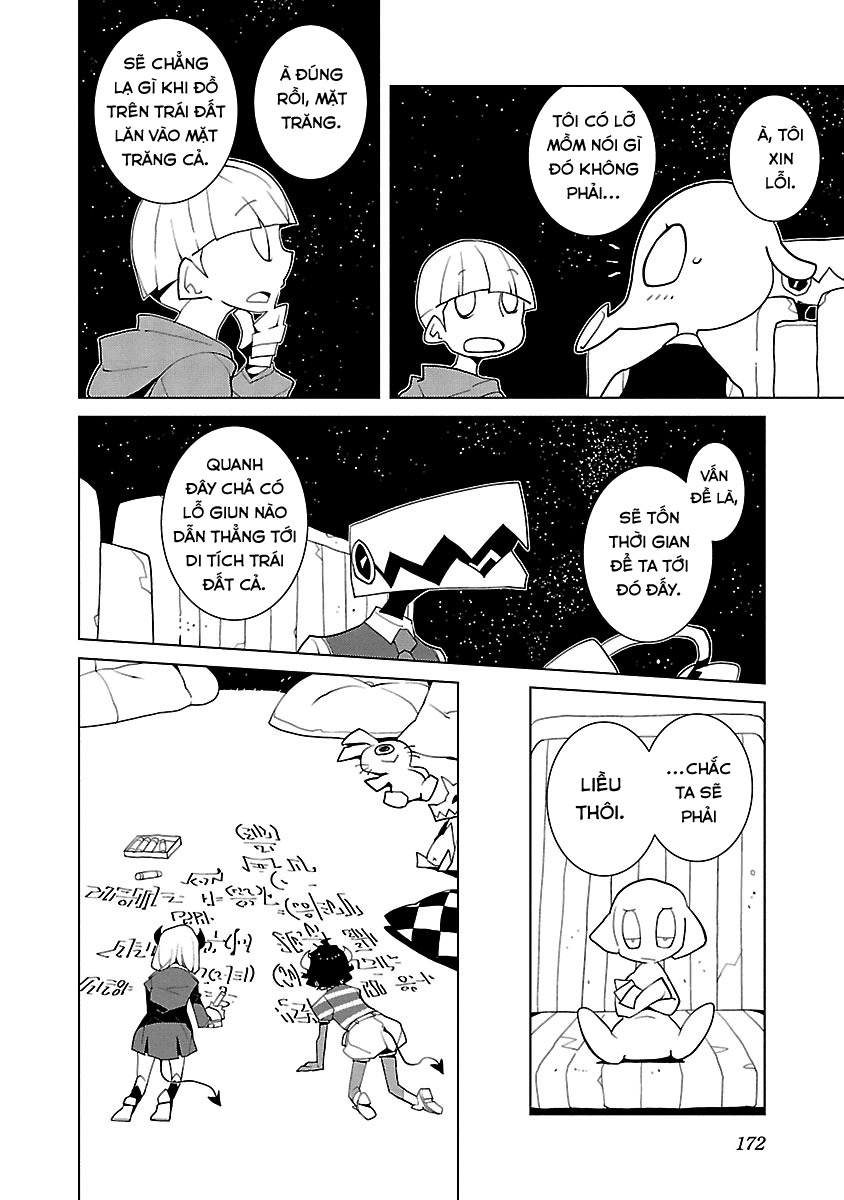 À, TÔI
XIN
LỖI.
TÔI CÓ LỠ
MỒM NÓI GÌ
ĐÓ KHÔNG
PHẢI...
À ĐÚNG
RỒI, MẶT
TRĂNG.
SẼ CHẲNG
LẠ GÌ KHI ĐỒ
TRÊN TRÁI ĐẤT
LĂN VÀO MẶT
TRĂNG CẢ.
VẤN
ĐỀ LÀ,
SẼ TỐN
THỜI GIAN
ĐỂ TA TỚI
ĐÓ ĐẤY.
QUANH
ĐÂY CHẢ CÓ
LỖ GIUN NÀO
DẪN THẲNG TỚI
DI TÍCH TRÁI
ĐẤT CẢ.
...CHẮC
TA SẼ
PHẢI
LIỀU
THÔI.
172